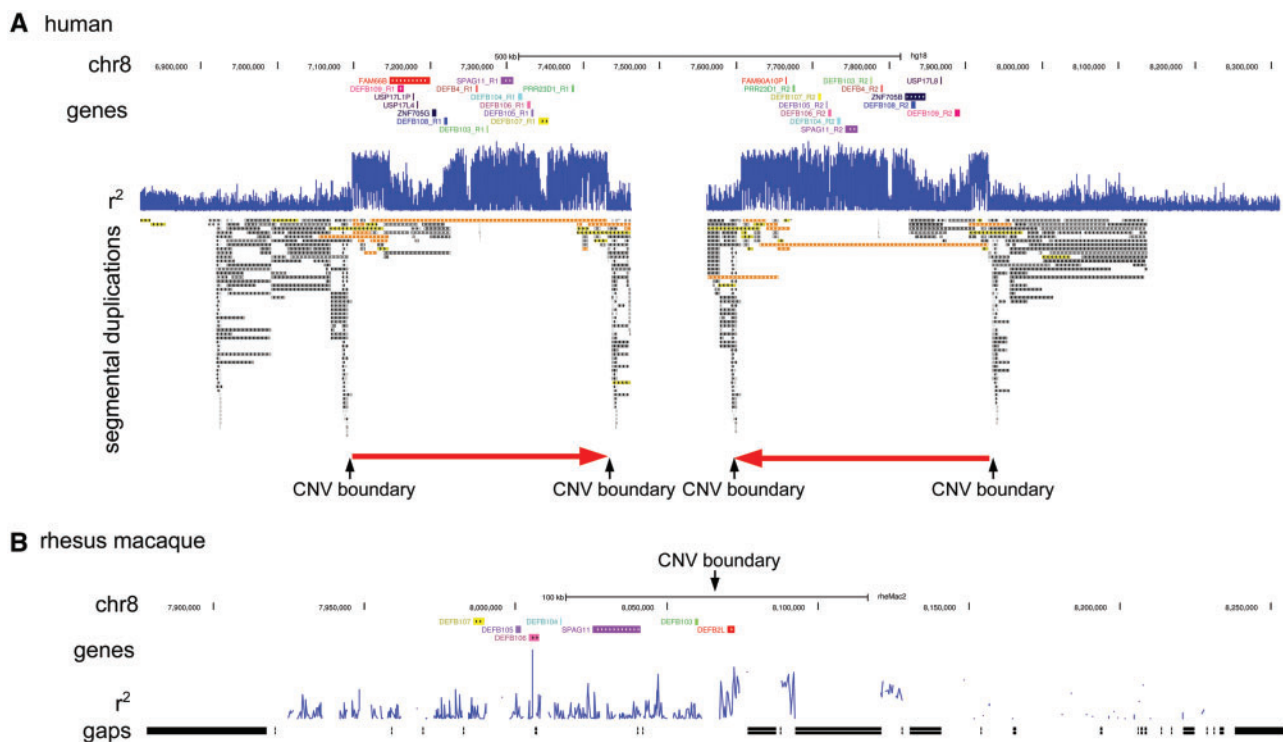 A human
500 kb hg18
chr8 6,900,000 7,000,000 7,100,000 7,200,000 7,300,000 7,400,000 7,500,000 7,600,000 7,700,000 7,800,000 7,900,000 8,000,000 8,100,000 8,200,000 8,300,000
genes
FAM66B SPAG11_R1 FAM90A10P DEFB103_R2 USP17L8
DEFB109_R1 DEFB4_R1 PRR23D1_R1 PRR23D1_R2 DEFB4_R2
USP17L1P DEFB104_R1 DEFB107_R2 ZNF705B
USP17L4 DEFB106_R1 DEFB105_R2 DEFB108_R2
ZNF705G DEFB105_R1 DEFB106_R2 DEFB109_R2
DEFB108_R1 DEFB107_R1 DEFB104_R2
DEFB103_R1 SPAG11_R2
r²
segmental duplications
CNV boundary CNV boundary CNV boundary CNV boundary
B rhesus macaque
CNV boundary
100 kb rheMac2
chr8 7,900,000 7,950,000 8,000,000 8,050,000 8,100,000 8,150,000 8,200,000 8,250,000
genes
DEFB107 DEFB104 DEFB103
DEFB105 SPAG11 DEFB2L
DEFB106
r²
gaps